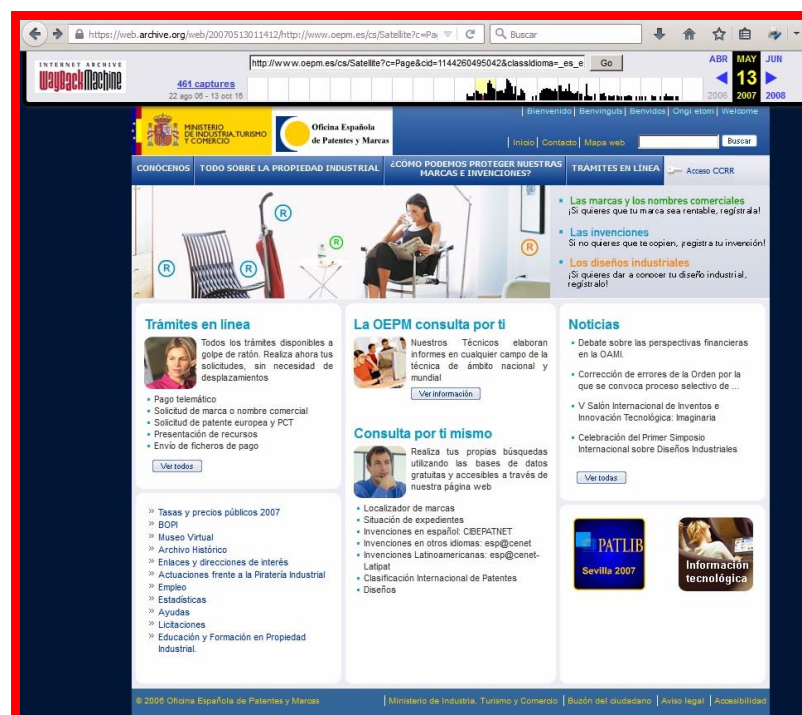 https://web.archive.org/web/20070513011412/http://www.oepm.es/cs/Satellite?c=Pa
Buscar
INTERNET ARCHIVE
WayBackMachine
http://www.oepm.es/cs/Satellite?c=Page&cid=1144260495042&classIdioma=_es_e
Go
ABR MAY JUN
461 captures
13
22 ago 06 - 13 oct 16
2006 2007 2008
Bienvenido | Benvinguts | Benvidos | Ongi etorri | Welcome
MINISTERIO
DE INDUSTRIA, TURISMO
Y COMERCIO
Oficina Española
de Patentes y Marcas
Inicio | Contacto | Mapa web
Buscar
CONÓCENOS
TODO SOBRE LA PROPIEDAD INDUSTRIAL
¿CÓMO PODEMOS PROTEGER NUESTRAS
MARCAS E INVENCIONES?
TRÁMITES EN LÍNEA
Acceso CCRR
® ® ® ® ®
Las marcas y los nombres comerciales
¡Si quieres que tu marca sea rentable, regístrala!
Las invenciones
Si no quieres que te copien, ¡registra tu invención!
Los diseños industriales
¡Si quieres dar a conocer tu diseño industrial,
regístralo!
Trámites en línea
Todos los trámites disponibles a
golpe de ratón. Realiza ahora tus
solicitudes, sin necesidad de
desplazamientos
Pago telemático
Solicitud de marca o nombre comercial
Solicitud de patente europea y PCT
Presentación de recursos
Envío de ficheros de pago
Ver todos
» Tasas y precios públicos 2007
» BOPI
» Museo Virtual
» Archivo Histórico
» Enlaces y direcciones de interés
» Actuaciones frente a la Piratería Industrial
» Empleo
» Estadísticas
» Ayudas
» Licitaciones
» Educación y Formación en Propiedad
Industrial.
La OEPM consulta por ti
Nuestros Técnicos elaboran
informes en cualquier campo de la
técnica de ámbito nacional y
mundial
Ver información
Consulta por ti mismo
Realiza tus propias búsquedas
utilizando las bases de datos
gratuitas y accesibles a través de
nuestra página web
Localizador de marcas
Situación de expedientes
Invenciones en español: CIBEPATNET
Invenciones en otros idiomas: esp@cenet
Invenciones Latinoamericanas: esp@cenet-
Latipat
Clasificación Internacional de Patentes
Diseños
Noticias
Debate sobre las perspectivas financieras
en la OAMI.
Corrección de errores de la Orden por la
que se convoca proceso selectivo de ...
V Salón Internacional de Inventos e
Innovación Tecnológica: Imaginaria
Celebración del Primer Simposio
Internacional sobre Diseños Industriales
Ver todas
PATLIB
Sevilla 2007
Información
tecnológica
© 2006 Oficina Española de Patentes y Marcas
Ministerio de Industria, Turismo y Comercio | Buzón del ciudadano | Aviso legal | Accesibilidad